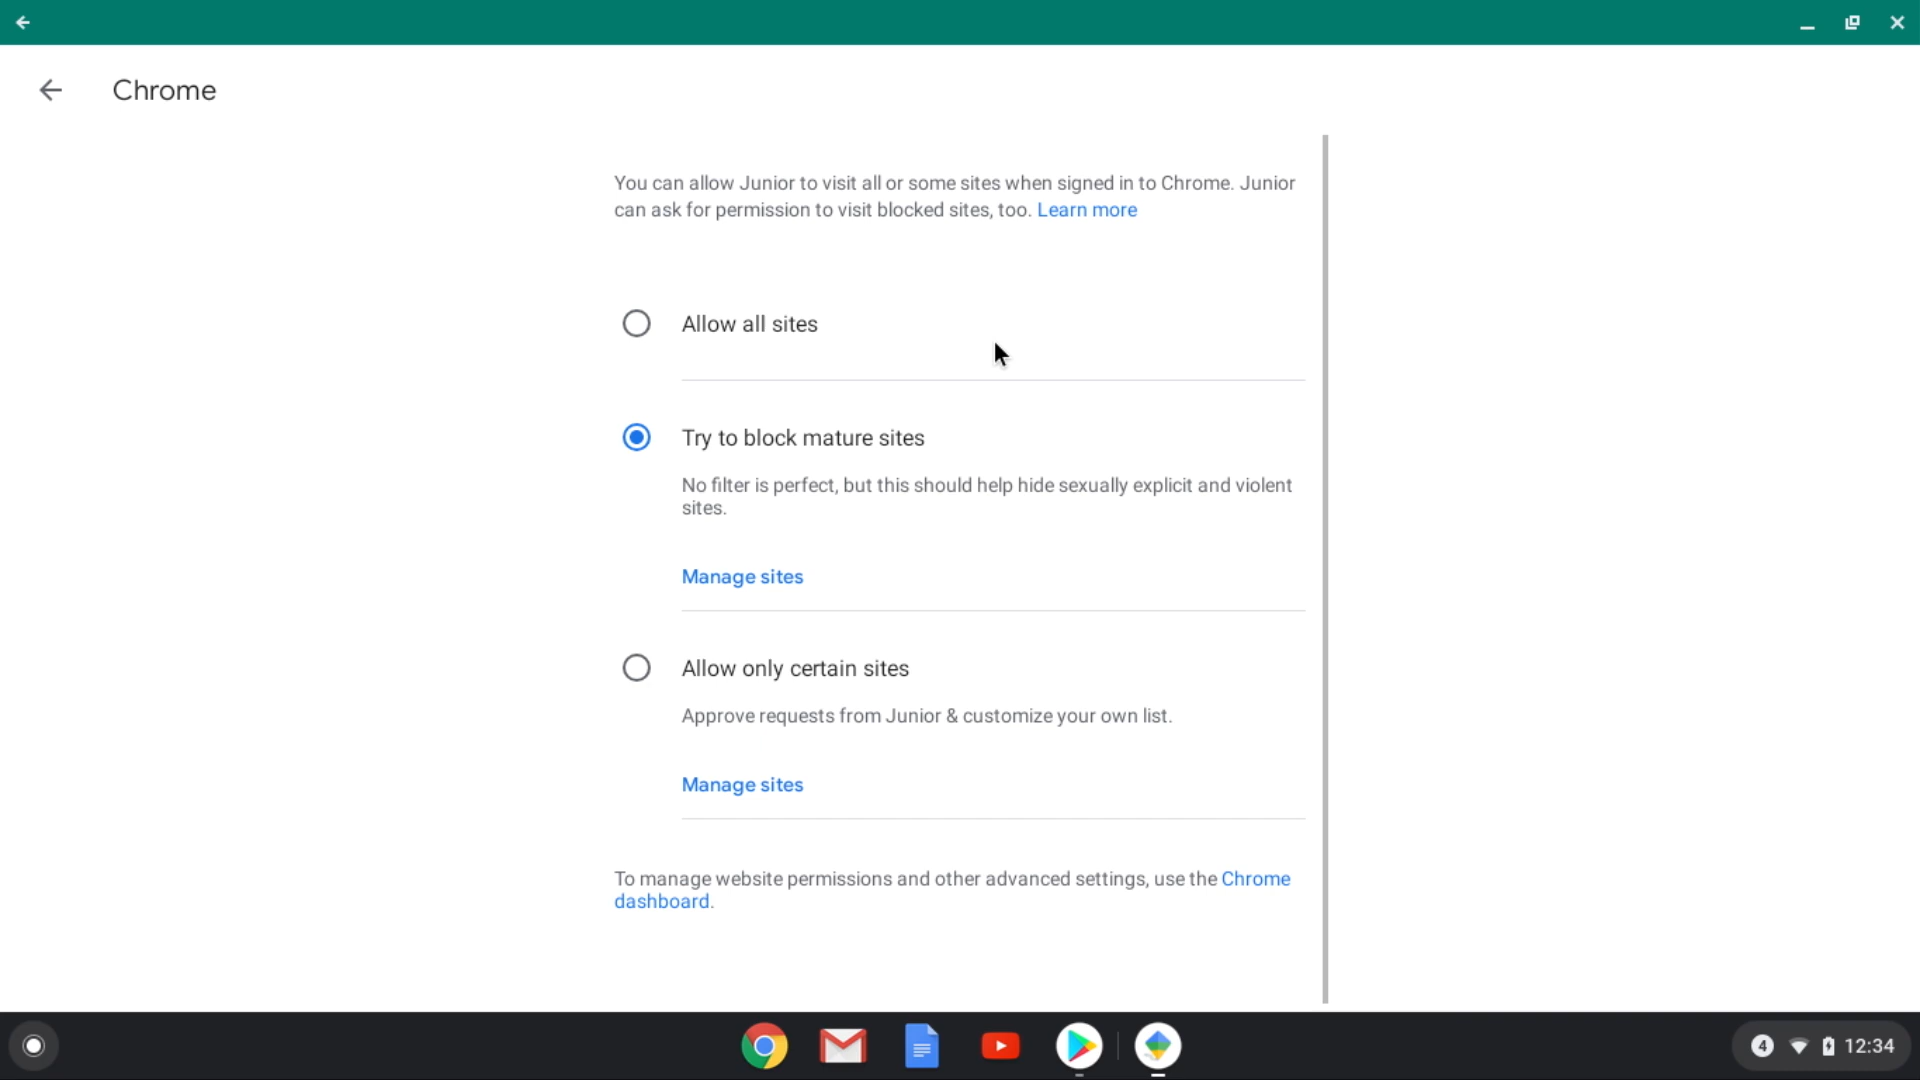 Chrome
You can allow Junior to visit all or some sites when signed in to Chrome. Junior
can ask for permission to visit blocked sites, too. Learn more
Allow all sites
Try to block mature sites
No filter is perfect, but this should help hide sexually explicit and violent
sites.
Manage sites
Allow only certain sites
Approve requests from Junior & customize your own list.
Manage sites
To manage website permissions and other advanced settings, use the Chrome
dashboard.
4 12:34